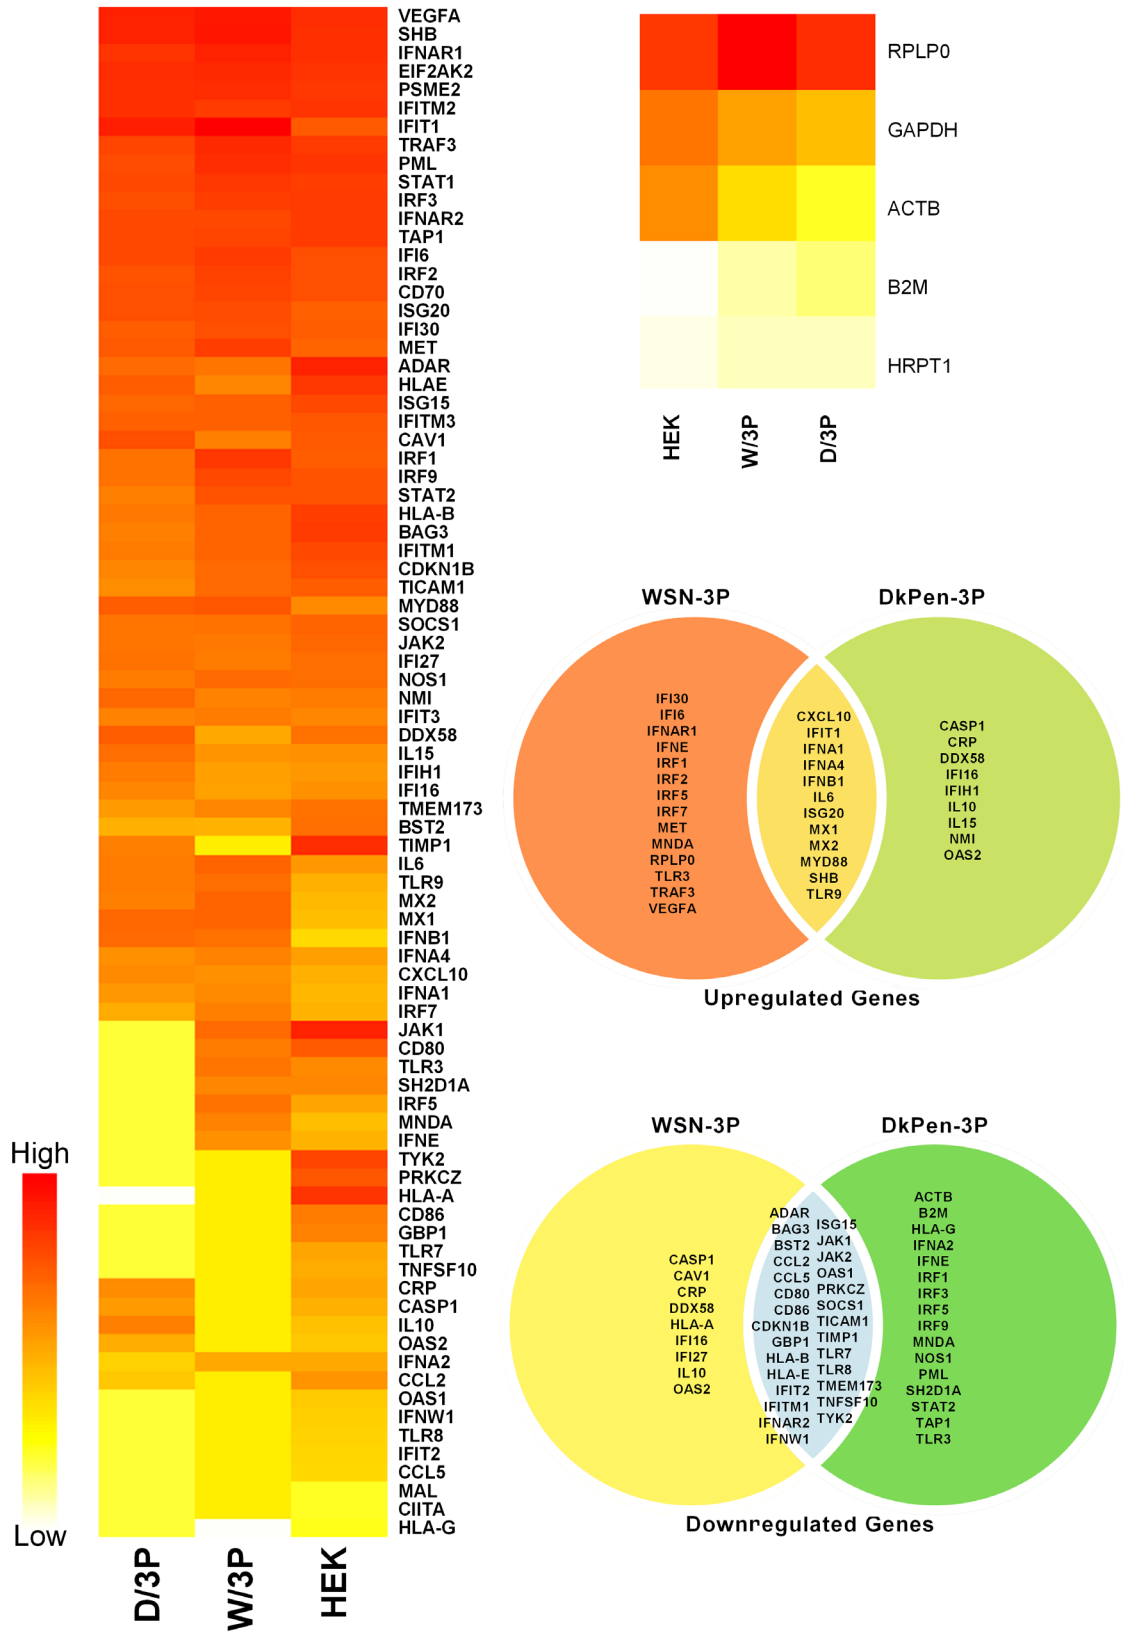 VEGFA
SHB
IFNAR1
EIF2AK2
PSME2
IFITM2
IFIT1
TRAF3
PML
STAT1
IRF3
IFNAR2
TAP1
IFI6
IRF2
CD70
ISG20
IFI30
MET
ADAR
HLAE
ISG15
IFITM3
CAV1
IRF1
IRF9
STAT2
HLA-B
BAG3
IFITM1
CDKN1B
TICAM1
MYD88
SOCS1
JAK2
IFI27
NOS1
NMI
IFIT3
DDX58
IL15
IFIH1
IFI16
TMEM173
BST2
TIMP1
IL6
TLR9
MX2
MX1
IFNB1
IFNA4
CXCL10
IFNA1
IRF7
JAK1
CD80
TLR3
SH2D1A
IRF5
MNDA
IFNE
TYK2
PRKCZ
HLA-A
CD86
GBP1
TLR7
TNFSF10
CRP
CASP1
IL10
OAS2
IFNA2
CCL2
OAS1
IFNW1
TLR8
IFIT2
CCL5
MAL
CIITA
HLA-G
D/3P
W/3P
HEK
High
Low
RPLP0
GAPDH
ACTB
B2M
HRPT1
HEK
W/3P
D/3P
WSN-3P
DkPen-3P
IFI30
IFI6
IFNAR1
IFNE
IRF1
IRF2
IRF5
IRF7
MET
MNDA
RPLP0
TLR3
TRAF3
VEGFA
CXCL10
IFIT1
IFNA1
IFNA4
IFNB1
IL6
ISG20
MX1
MX2
MYD88
SHB
TLR9
CASP1
CRP
DDX58
IFI16
IFIH1
IL10
IL15
NMI
OAS2
Upregulated Genes
WSN-3P
DkPen-3P
CASP1
CAV1
CRP
DDX58
HLA-A
IFI16
IFI27
IL10
OAS2
ADAR
BAG3
BST2
CCL2
CCL5
CD80
CD86
CDKN1B
GBP1
HLA-B
HLA-E
IFIT2
IFITM1
IFNAR2
IFNW1
ISG15
JAK1
JAK2
OAS1
PRKCZ
SOCS1
TICAM1
TIMP1
TLR7
TLR8
TMEM173
TNFSF10
TYK2
ACTB
B2M
HLA-G
IFNA2
IFNE
IRF1
IRF3
IRF5
IRF9
MNDA
NOS1
PML
SH2D1A
STAT2
TAP1
TLR3
Downregulated Genes